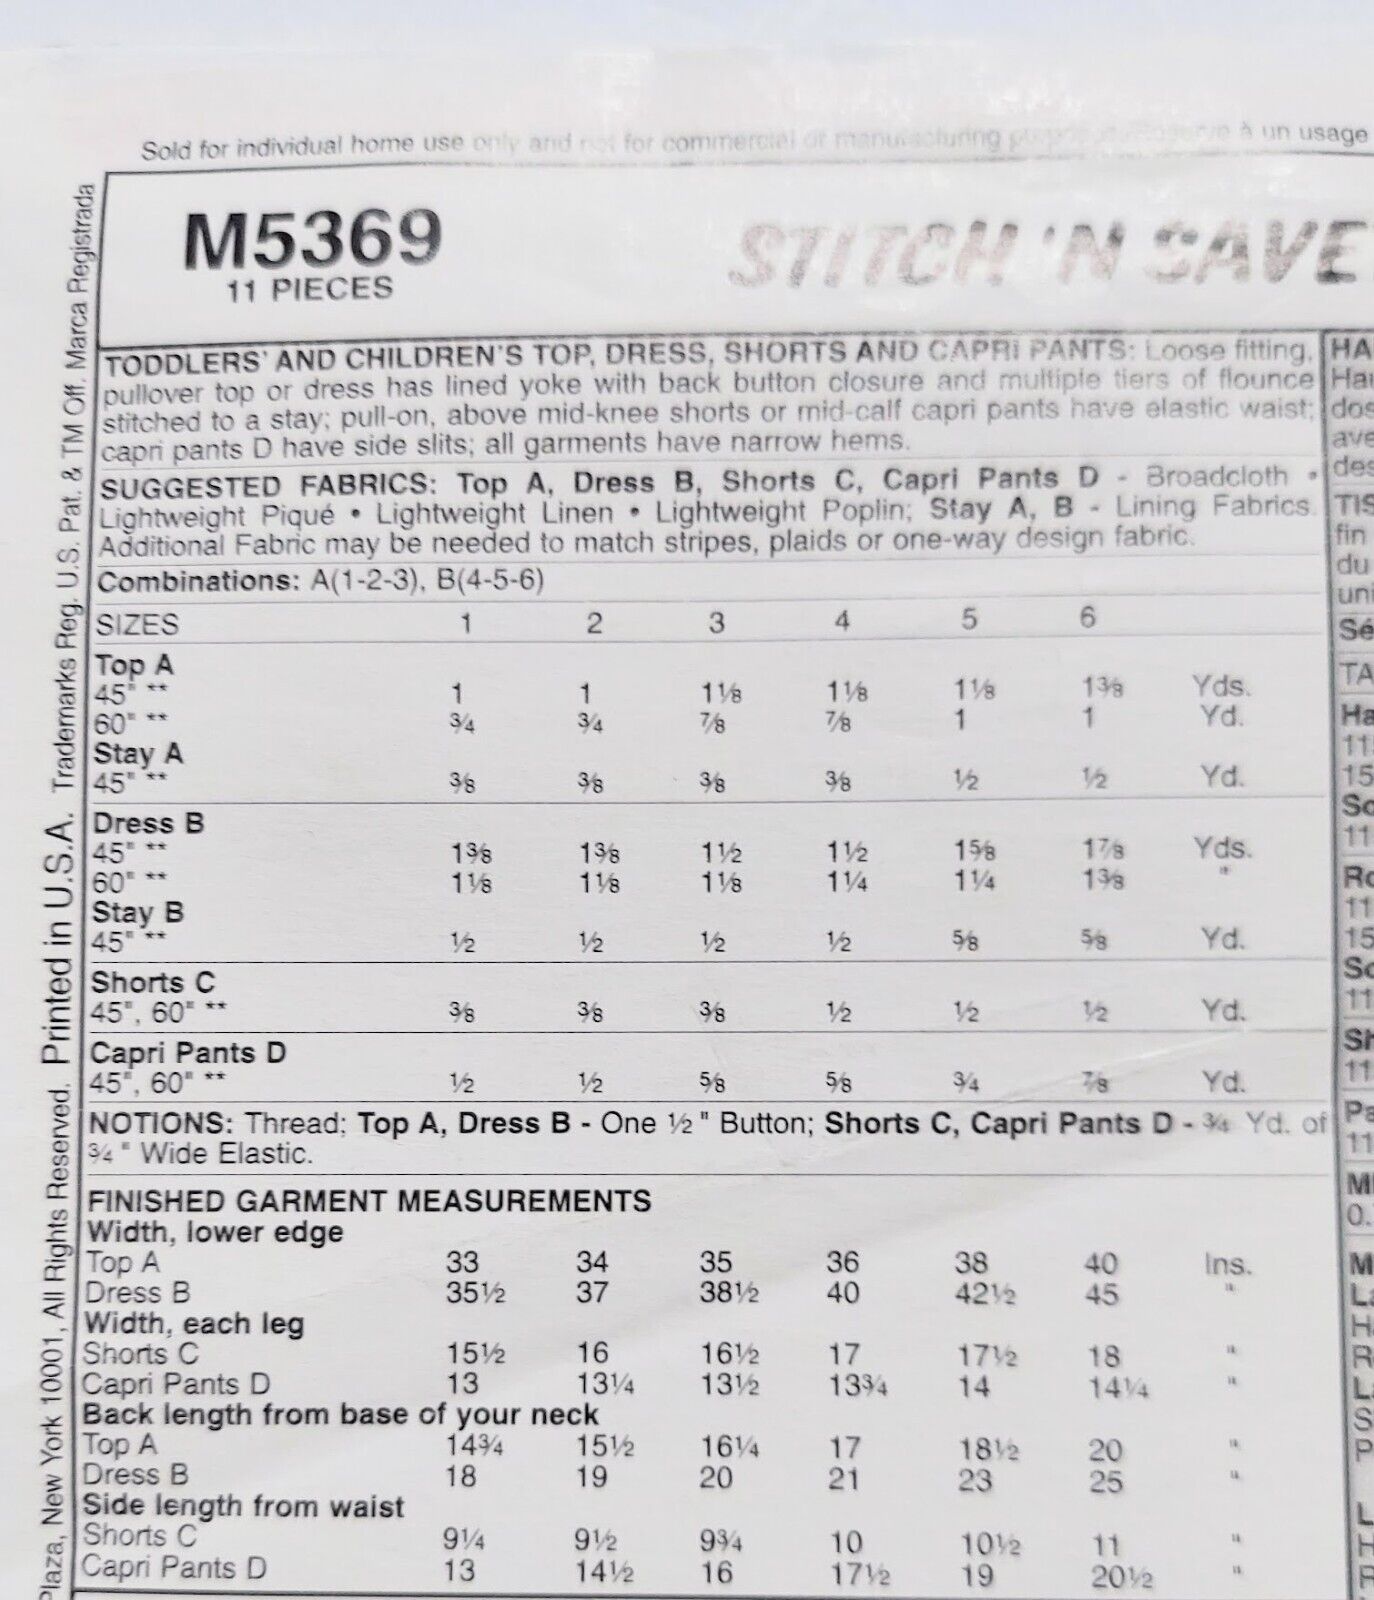 Sold for individual home use only and not for commercial or manufacturing à un usage
M5369
11 PIECES
STITCH 'N SAVE
TODDLERS' AND CHILDREN'S TOP, DRESS, SHORTS AND CAPRI PANTS: Loose fitting,
pullover top or dress has lined yoke with back button closure and multiple tiers of flounce
stitched to a stay; pull-on, above mid-knee shorts or mid-calf capri pants have elastic waist;
capri pants D have side slits; all garments have narrow hems.
SUGGESTED FABRICS: Top A, Dress B, Shorts C, Capri Pants D - Broadcloth •
Lightweight Piqué • Lightweight Linen • Lightweight Poplin; Stay A, B - Lining Fabrics.
Additional Fabric may be needed to match stripes, plaids or one-way design fabric.
Combinations: A(1-2-3), B(4-5-6)
SIZES 1 2 3 4 5 6
Top A
45" ** 1 1 1⅛ 1⅛ 1⅛ 1⅜ Yds.
60" ** ¾ ¾ ⅞ ⅞ 1 1 Yd.
Stay A
45" ** ⅜ ⅜ ⅜ ⅜ ½ ½ Yd.
Dress B
45" ** 1⅜ 1⅜ 1½ 1½ 1⅝ 1⅞ Yds.
60" ** 1⅛ 1⅛ 1⅛ 1¼ 1¼ 1⅜ "
Stay B
45" ** ½ ½ ½ ½ ⅝ ⅝ Yd.
Shorts C
45", 60" ** ⅜ ⅜ ⅜ ½ ½ ½ Yd.
Capri Pants D
45", 60" ** ½ ½ ⅝ ⅝ ¾ ⅞ Yd.
NOTIONS: Thread; Top A, Dress B - One ½ " Button; Shorts C, Capri Pants D - ¾ Yd. of
¾ " Wide Elastic.
FINISHED GARMENT MEASUREMENTS
Width, lower edge
Top A 33 34 35 36 38 40 Ins.
Dress B 35½ 37 38½ 40 42½ 45 "
Width, each leg
Shorts C 15½ 16 16½ 17 17½ 18 "
Capri Pants D 13 13¼ 13½ 13¾ 14 14¼ "
Back length from base of your neck
Top A 14¾ 15½ 16¼ 17 18½ 20 "
Dress B 18 19 20 21 23 25 "
Side length from waist
Shorts C 9¼ 9½ 9¾ 10 10½ 11 "
Capri Pants D 13 14½ 16 17½ 19 20½ "
Plaza, New York 10001, All Rights Reserved. Printed in U.S.A. Trademarks Reg. U.S. Pat. & TM Off. Marca Registrada